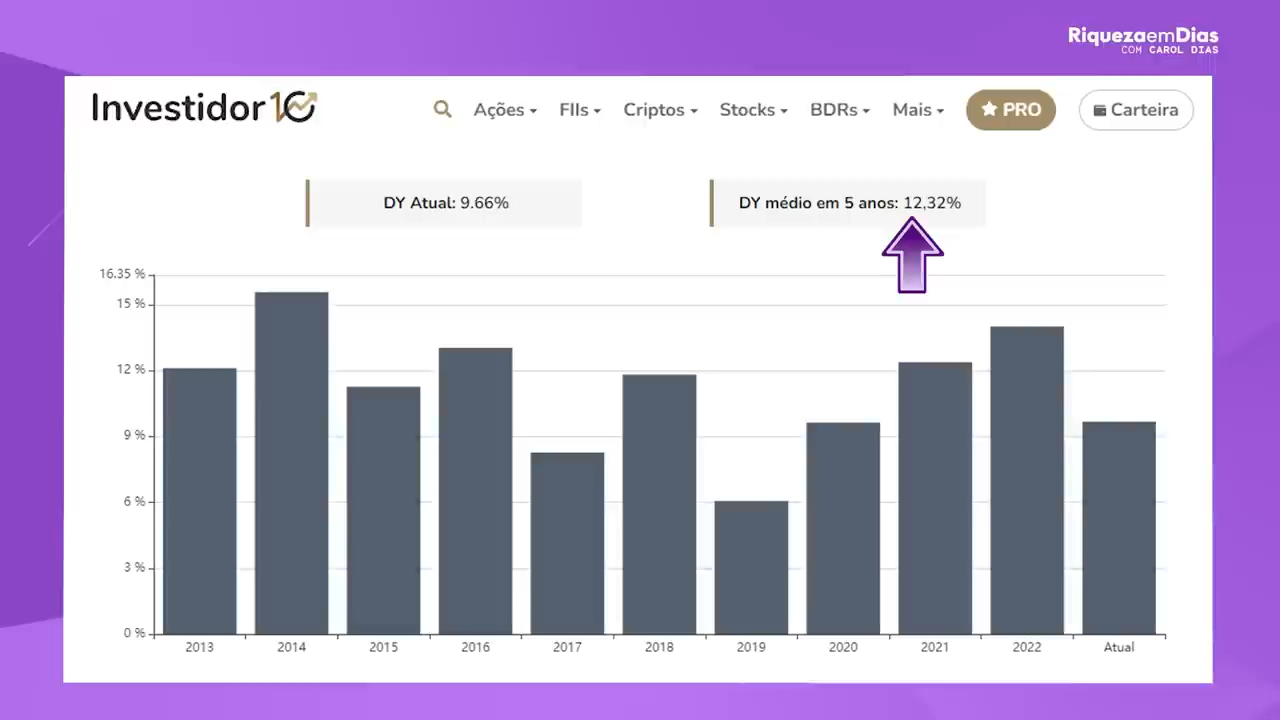 RiquezaemDias
COM CAROL DIAS
Investidor10
Ações
FIIs
Criptos
Stocks
BDRs
Mais
PRO
Carteira
DY Atual: 9.66%
DY médio em 5 anos: 12,32%
16.35 %
15 %
12 %
9 %
6 %
3 %
0 %
2013
2014
2015
2016
2017
2018
2019
2020
2021
2022
Atual